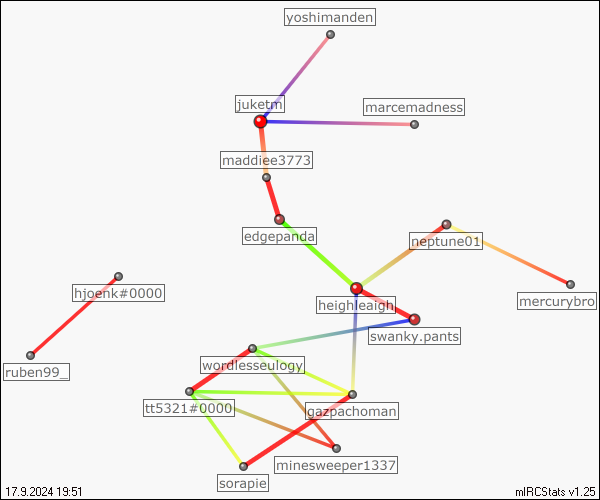 yoshimanden
juketm
marcemadness
maddiee3773
edgepanda
neptune01
hjoenk#0000
heighleaigh
mercurybro
swanky.pants
wordlesseulogy
ruben99_
tt5321#0000
gazpachoman
minesweeper1337
sorapie
17.9.2024 19:51
mIRCStats v1.25